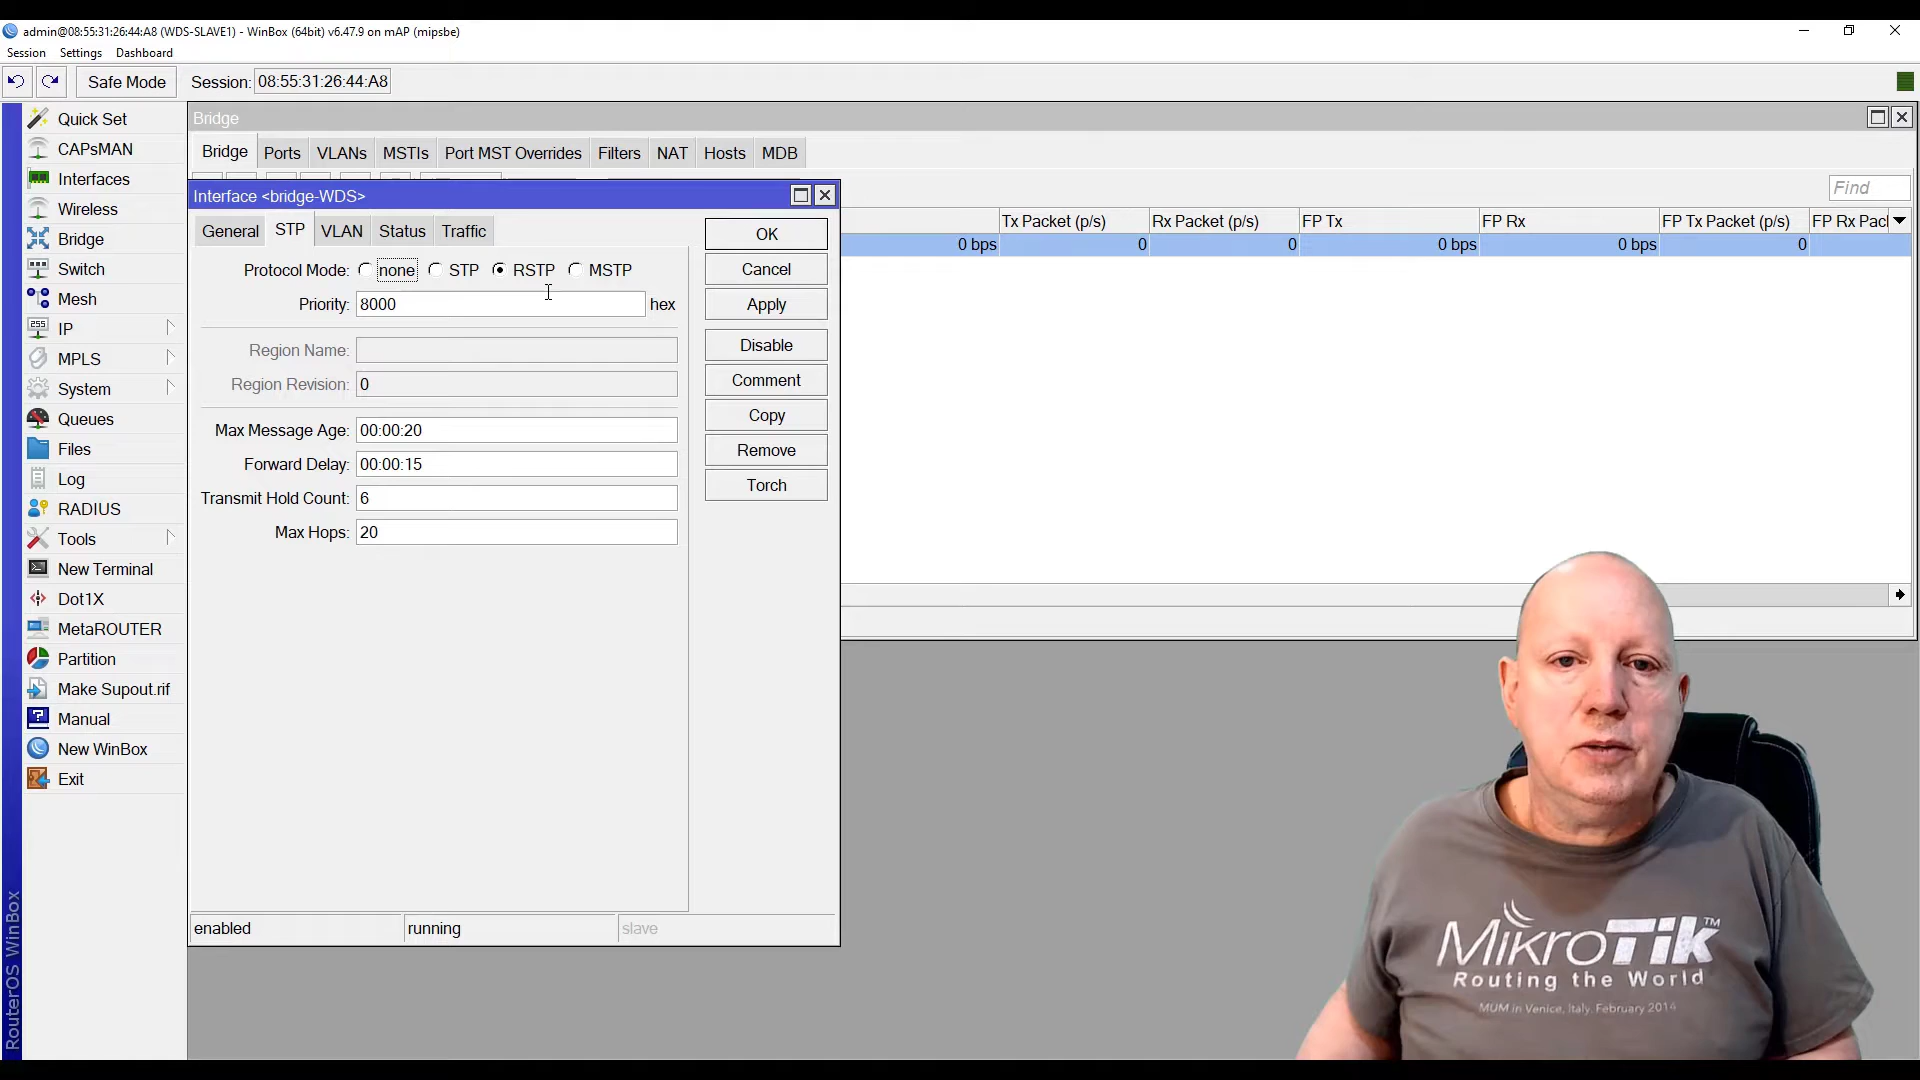 admin@08:55:31:26:44:A8 (WDS-SLAVE1) - WinBox (64bit) v6.47.9 on mAP (mipsbe)
Session Settings Dashboard
Safe Mode Session: 08:55:31:26:44:A8
Quick Set
CAPsMAN
Interfaces
Wireless
Bridge
Switch
Mesh
IP
MPLS
System
Queues
Files
Log
RADIUS
Tools
New Terminal
Dot1X
MetaROUTER
Partition
Make Supout.rif
Manual
New WinBox
Exit
RouterOS WinBox
Bridge
Bridge Ports VLANs MSTIs Port MST Overrides Filters NAT Hosts MDB
Find
Tx Packet (p/s) Rx Packet (p/s) FP Tx FP Rx FP Tx Packet (p/s) FP Rx Pac
0 bps 0 0 0 bps 0 bps 0
Interface <bridge-WDS>
General STP VLAN Status Traffic
Protocol Mode: none STP RSTP MSTP
Priority: 8000 hex
Region Name:
Region Revision: 0
Max Message Age: 00:00:20
Forward Delay: 00:00:15
Transmit Hold Count: 6
Max Hops: 20
OK
Cancel
Apply
Disable
Comment
Copy
Remove
Torch
enabled running slave
MikroTik™
Routing the World
MUM in Venice, Italy, February 2014